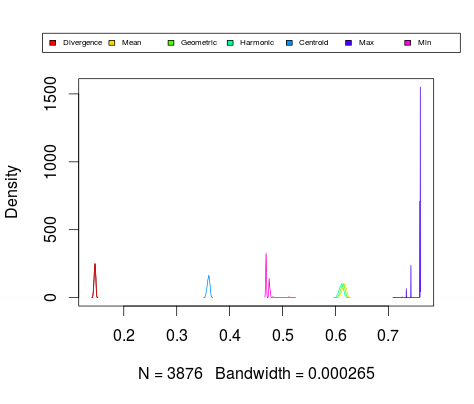 Divergence Mean Geometric Harmonic Centroid Max Min
Density
1500
1000
500
0
0.2 0.3 0.4 0.5 0.6 0.7
N = 3876 Bandwidth = 0.000265